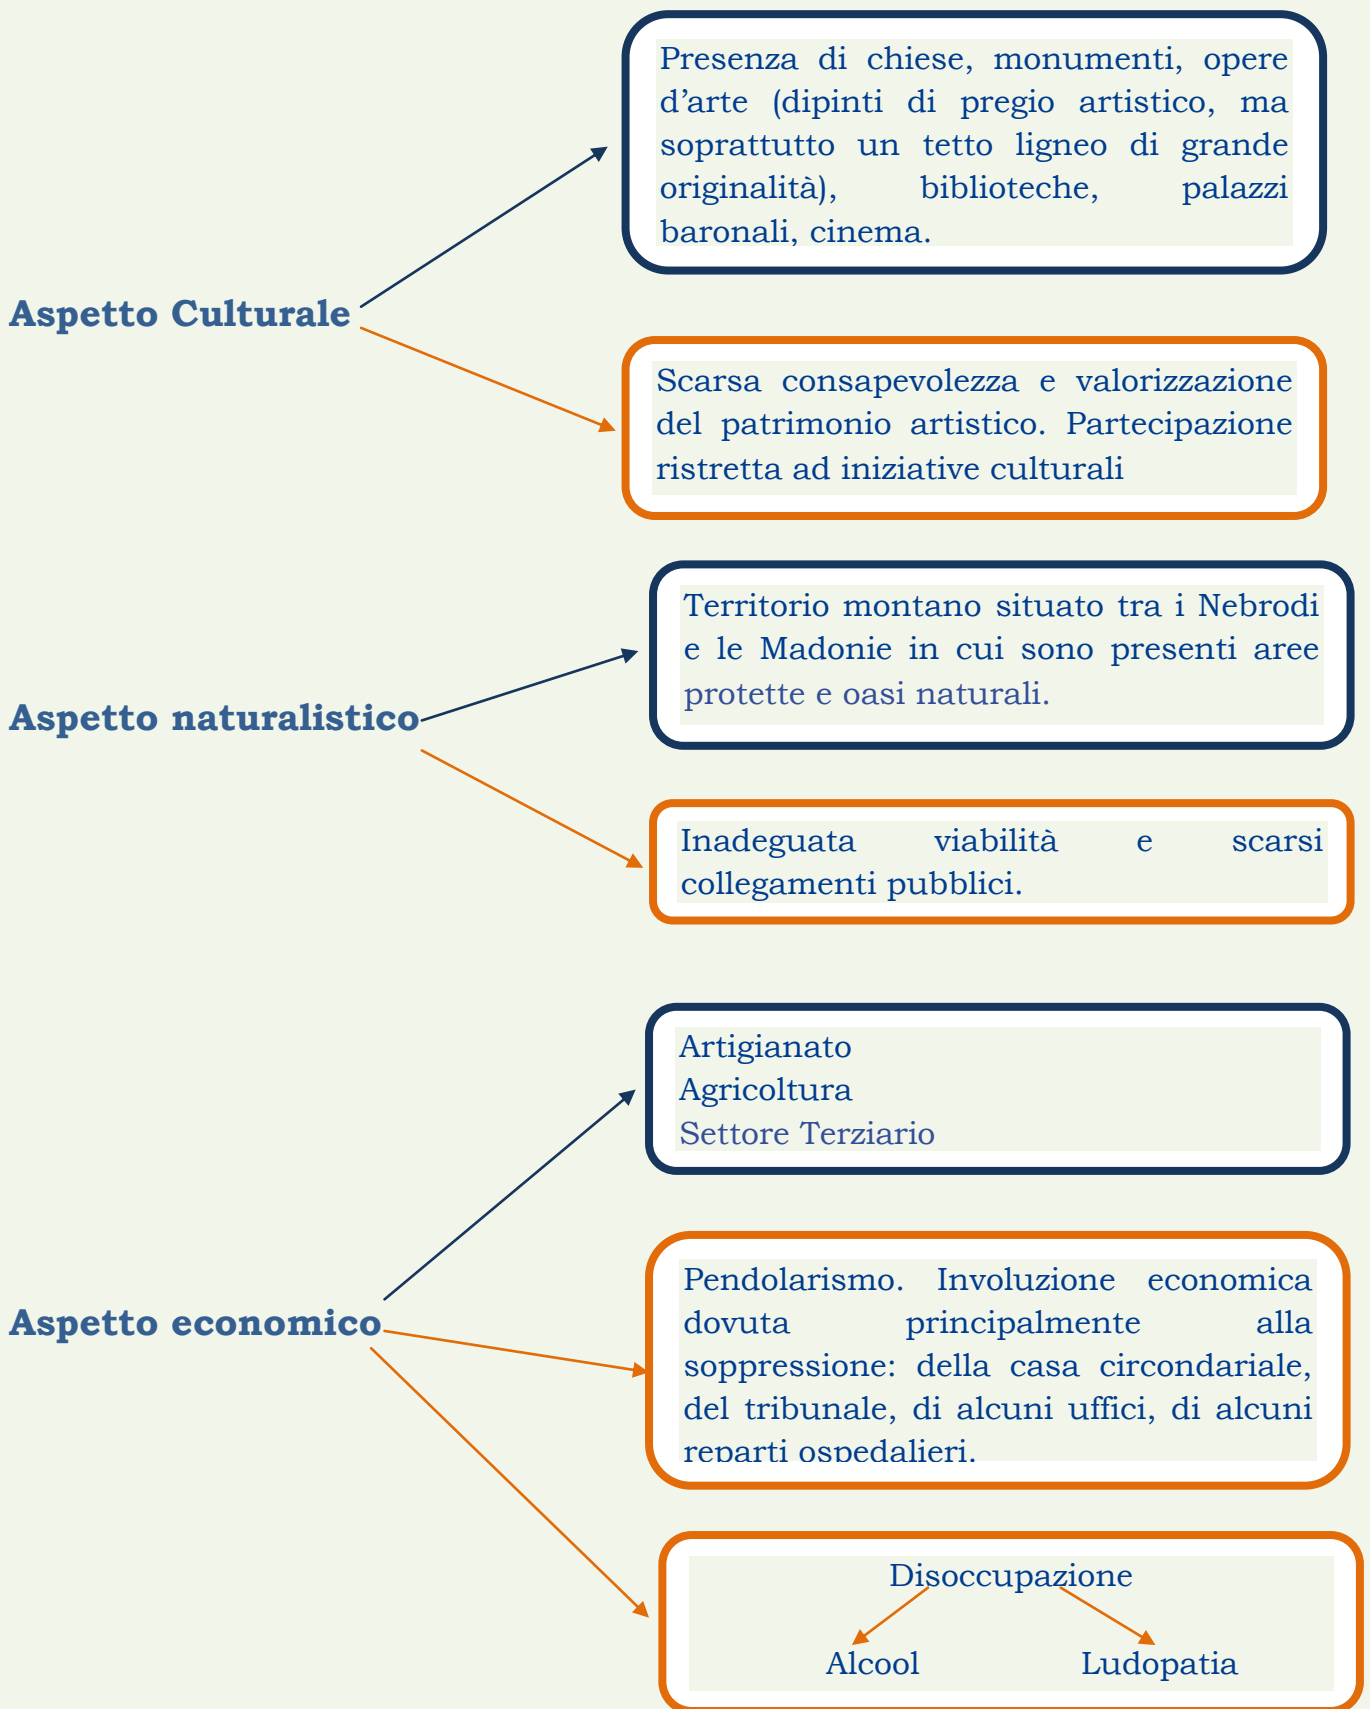 Presenza di chiese, monumenti, opere
d’arte (dipinti di pregio artistico, ma
soprattutto un tetto ligneo di grande
originalità), biblioteche, palazzi
baronali, cinema.
Aspetto Culturale
Scarsa consapevolezza e valorizzazione
del patrimonio artistico. Partecipazione
ristretta ad iniziative culturali
Territorio montano situato tra i Nebrodi
e le Madonie in cui sono presenti aree
protette e oasi naturali.
Aspetto naturalistico
Inadeguata viabilità e scarsi
collegamenti pubblici.
Artigianato
Agricoltura
Settore Terziario
Aspetto economico
Pendolarismo. Involuzione economica
dovuta principalmente alla
soppressione: della casa circondariale,
del tribunale, di alcuni uffici, di alcuni
reparti ospedalieri.
Disoccupazione
Alcool Ludopatia